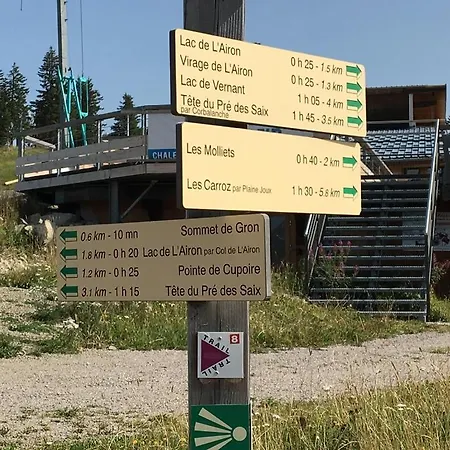 Lac de L'Airon 0 h 25 - 1.5 km
Virage de L'Airon 0 h 25 - 1.3 km
Lac de Vernant 1 h 05 - 4 km
Tête du Pré des Saix 1 h 45 - 3.5 km
par Corbalanche
CHALE
Les Molliets 0 h 40 - 2 km
Les Carroz par Plaine Joux 1 h 30 - 5.8 km
0.6 km - 10 mn Sommet de Gron
1.8 km - 0 h 20 Lac de L'Airon par Col de L'Airon
1.2 km - 0 h 25 Pointe de Cupoire
3.1 km - 1 h 15 Tête du Pré des Saix
8
TRAIL
TRAIL